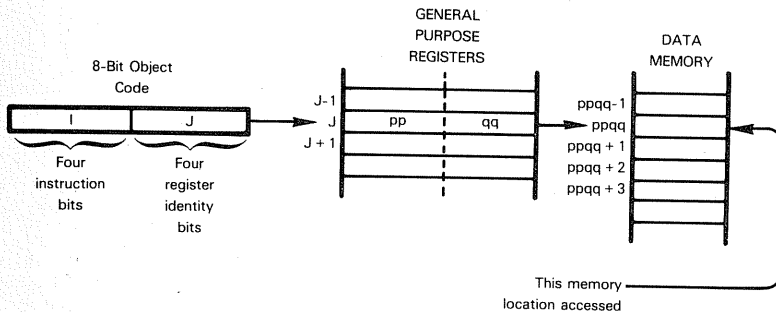 GENERAL
PURPOSE
REGISTERS
DATA
MEMORY
8-Bit Object
Code
I
J
J-1
J
J + 1
pp
qq
ppqq-1
ppqq
ppqq + 1
ppqq + 2
ppqq + 3
Four
instruction
bits
Four
register
identity
bits
This memory
location accessed